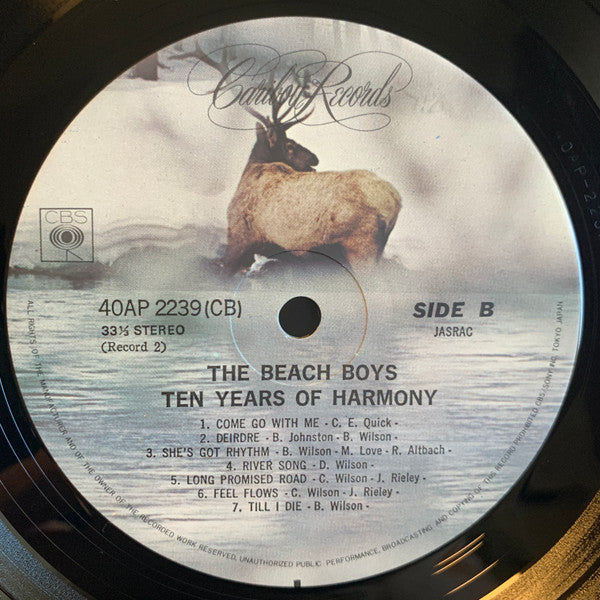 Caribou Records
CBS
40AP 2239(CB)
33⅓ STEREO
(Record 2)
SIDE B
JASRAC
THE BEACH BOYS
TEN YEARS OF HARMONY
1. COME GO WITH ME - C. E. Quick -
2. DEIRDRE - B. Johnston - B. Wilson -
3. SHE'S GOT RHYTHM - B. Wilson - M. Love - R. Altbach -
4. RIVER SONG - D. Wilson -
5. LONG PROMISED ROAD - C. Wilson - J. Rieley -
6. FEEL FLOWS - C. Wilson - J. Rieley -
7. TILL I DIE - B. Wilson -
ALL RIGHTS OF THE MANUFACTURER AND OF THE OWNER OF THE RECORDED WORK RESERVED, UNAUTHORIZED PUBLIC PERFORMANCE, BROADCASTING AND COPYING OF THIS RECORD PROHIBITED CBS/SONY INC. TOKYO JAPAN